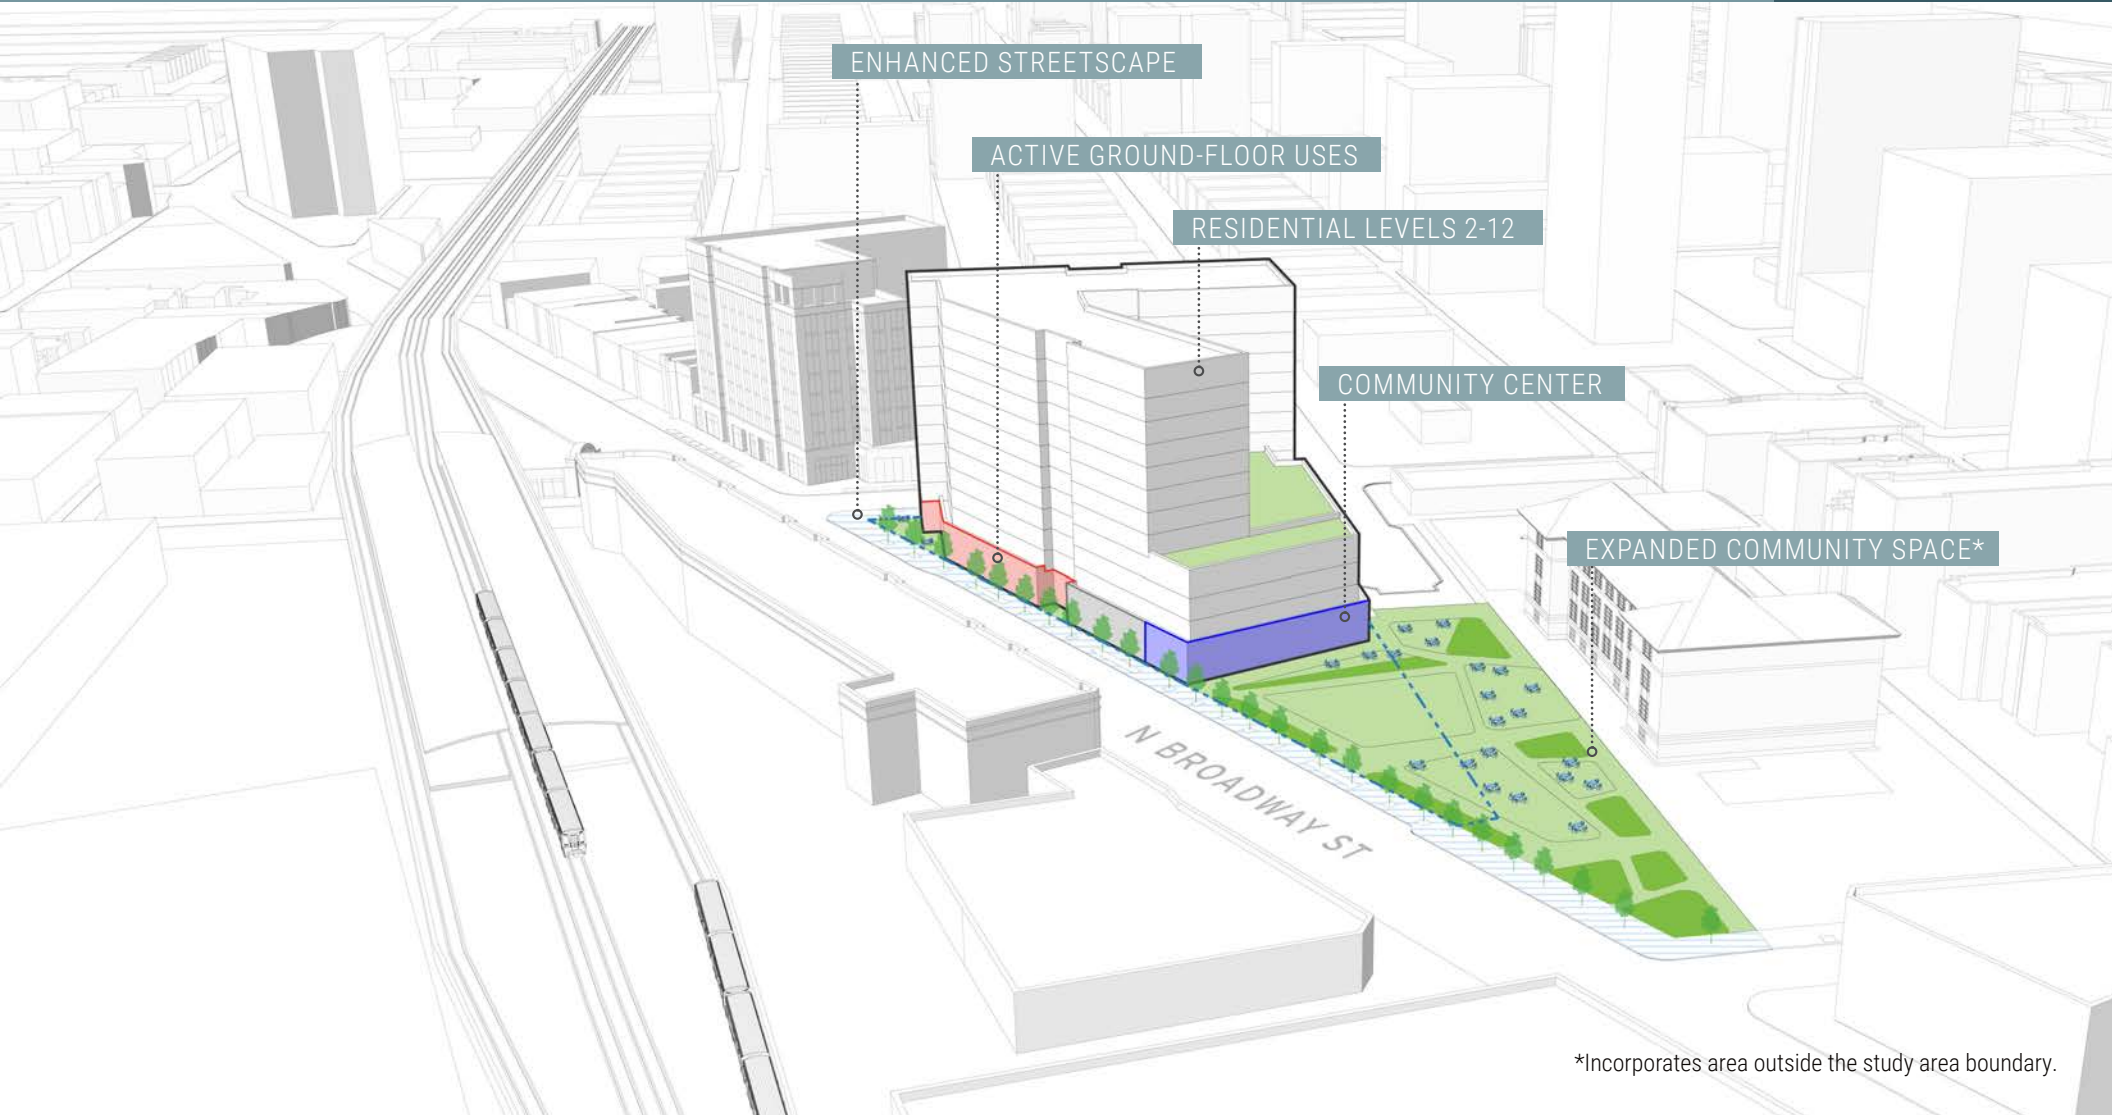 ENHANCED STREETSCAPE
ACTIVE GROUND-FLOOR USES
RESIDENTIAL LEVELS 2-12
COMMUNITY CENTER
EXPANDED COMMUNITY SPACE*
N BROADWAY ST
*Incorporates area outside the study area boundary.